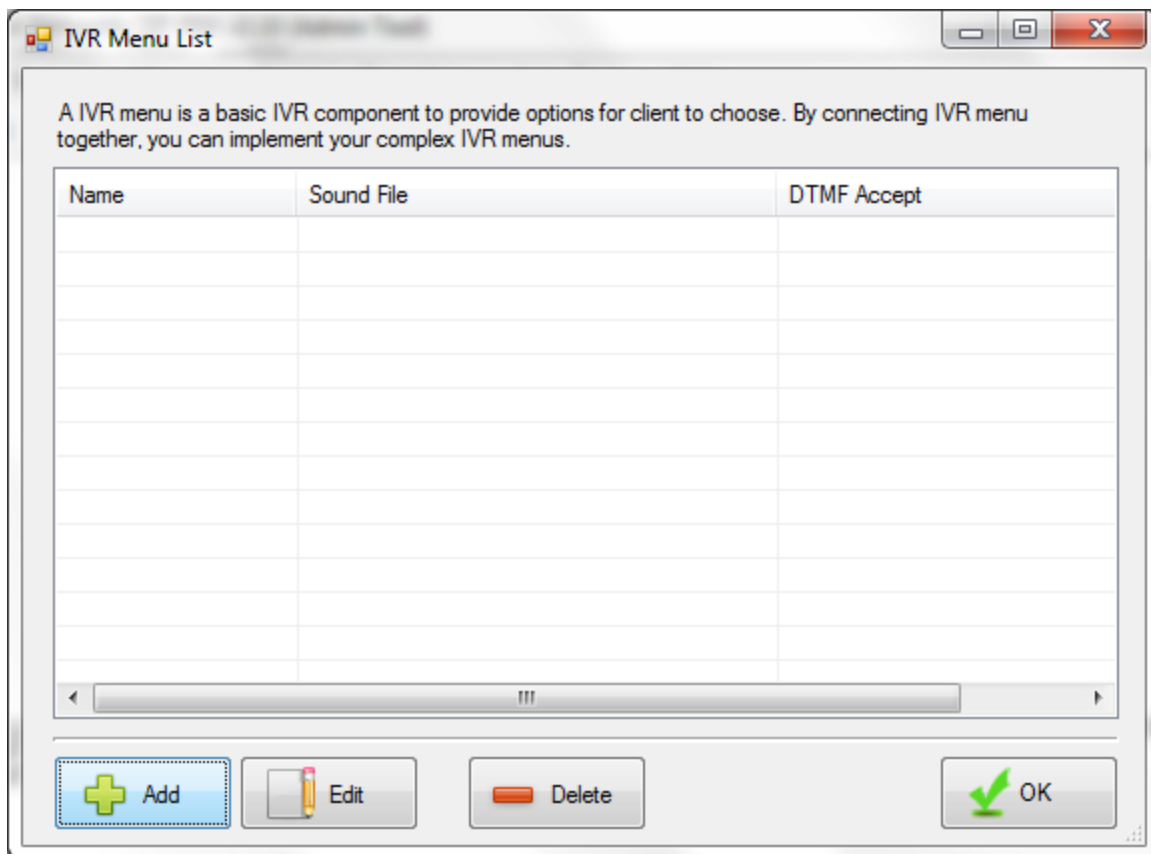 IVR Menu List
A IVR menu is a basic IVR component to provide options for client to choose. By connecting IVR menu
together, you can implement your complex IVR menus.
Name Sound File DTMF Accept
Add Edit Delete OK